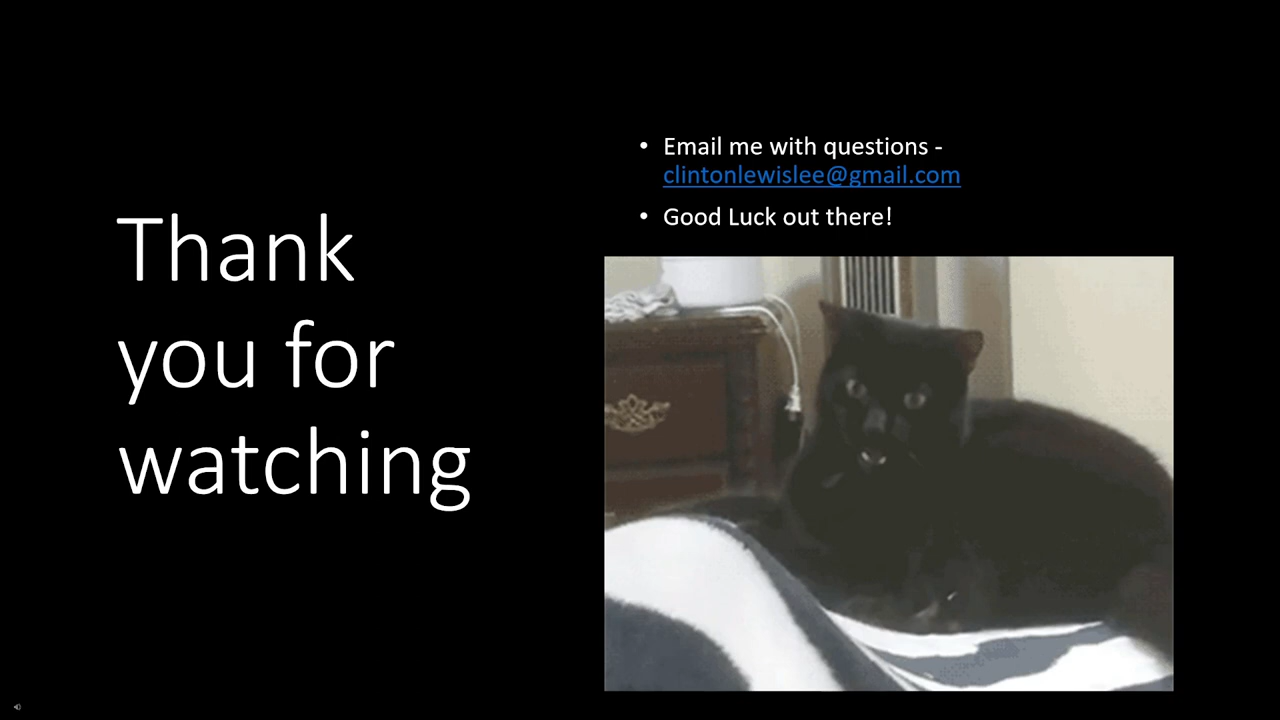 Thank
you for
watching
• Email me with questions -
clintonlewislee@gmail.com
• Good Luck out there!